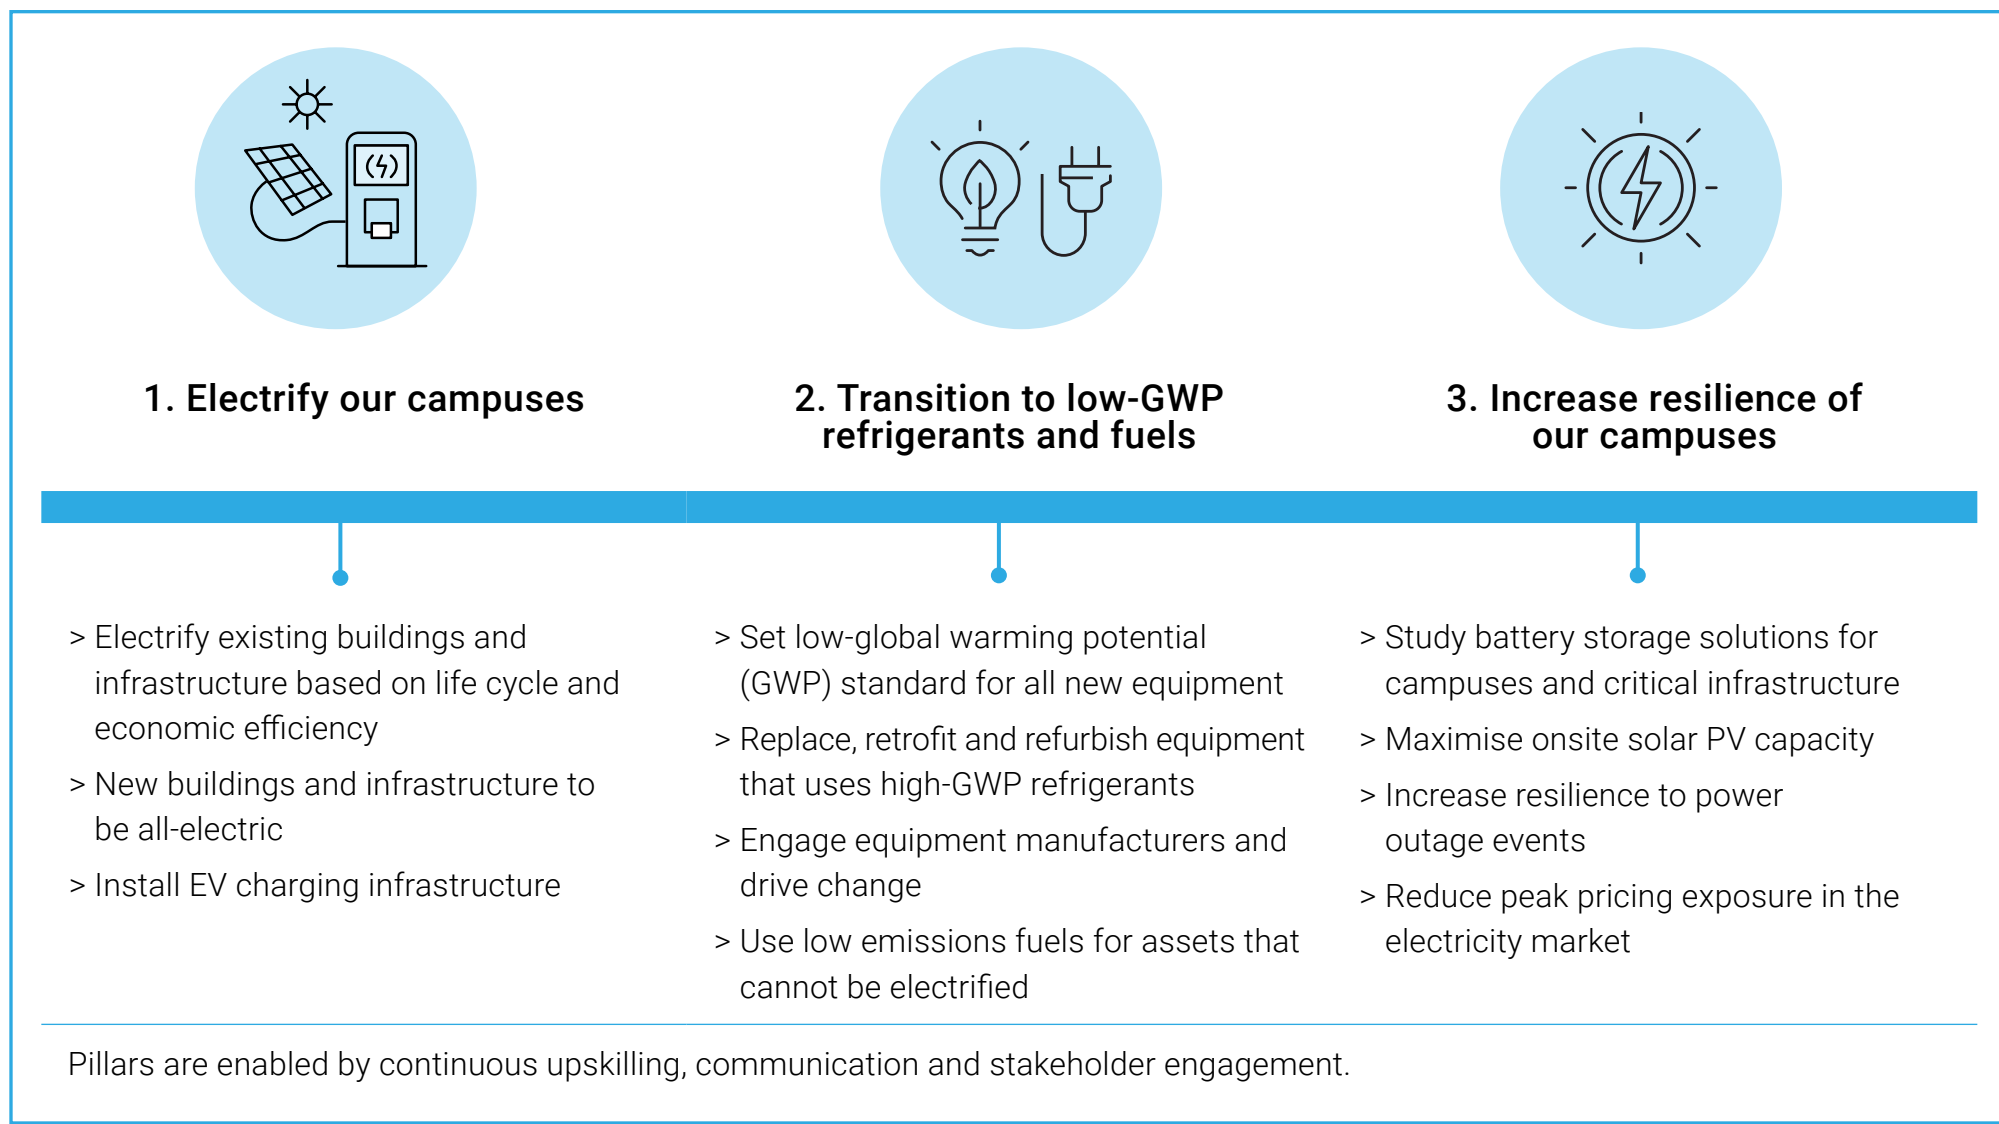 1. Electrify our campuses
2. Transition to low-GWP
refrigerants and fuels
3. Increase resilience of
our campuses
> Electrify existing buildings and
infrastructure based on life cycle and
economic efficiency
> New buildings and infrastructure to
be all-electric
> Install EV charging infrastructure
> Set low-global warming potential
(GWP) standard for all new equipment
> Replace, retrofit and refurbish equipment
that uses high-GWP refrigerants
> Engage equipment manufacturers and
drive change
> Use low emissions fuels for assets that
cannot be electrified
> Study battery storage solutions for
campuses and critical infrastructure
> Maximise onsite solar PV capacity
> Increase resilience to power
outage events
> Reduce peak pricing exposure in the
electricity market
Pillars are enabled by continuous upskilling, communication and stakeholder engagement.